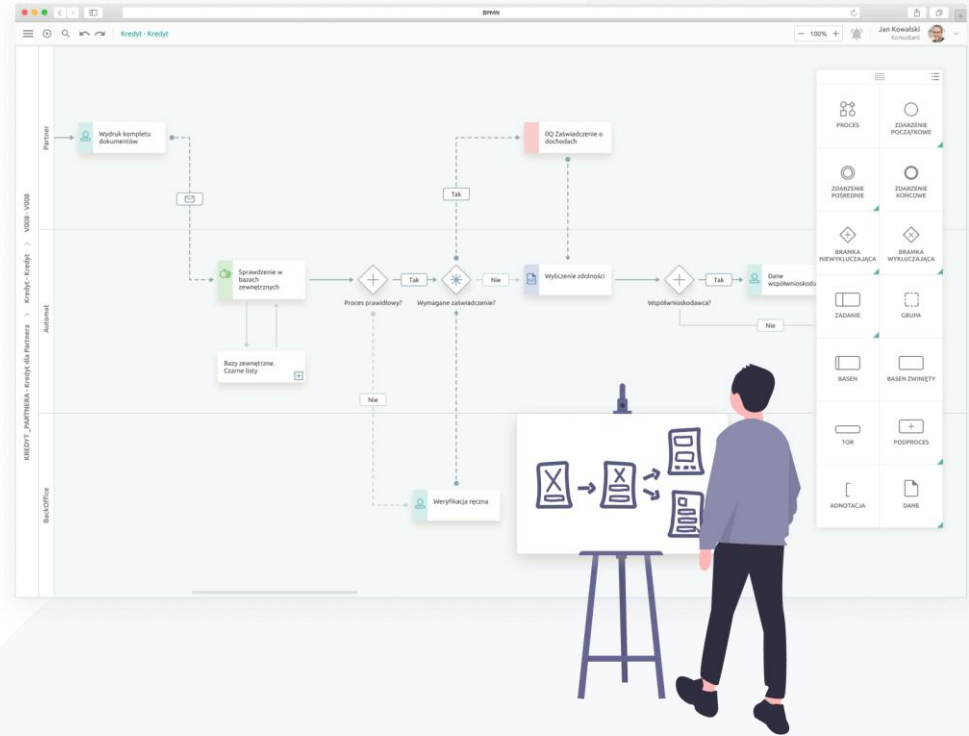 BPMN
Kredyt - Kredyt
100%
Jan Kowalski
Konsultant
KREDYT_PARTNERA - Kredyt dla Partnera > Kredyt - Kredyt > V008 - V008
Partner
Wydruk kompletu
dokumentów
0Q Zaświadczenie o
dochodach
Tak
Automat
Sprawdzenie w
bazach
zewnętrznych
Proces prawidłowy?
Tak
Wymagane zaświadczenie?
Nie
Wyliczenie zdolności
Współwnioskodawca?
Tak
Dane
współwnioskoda
Nie
Bazy zewnętrzne.
Czarne listy
Nie
BackOffice
Weryfikacja ręczna
PROCES
ZDARZENIE
POCZĄTKOWE
ZDARZENIE
POŚREDNIE
ZDARZENIE
KOŃCOWE
BRAMKA
NIEWYKLUCZAJĄCA
BRAMKA
WYKLUCZAJĄCA
ZADANIE
GRUPA
BASEN
BASEN ZWINIĘTY
TOR
PODPROCES
ADNOTACJA
DANE